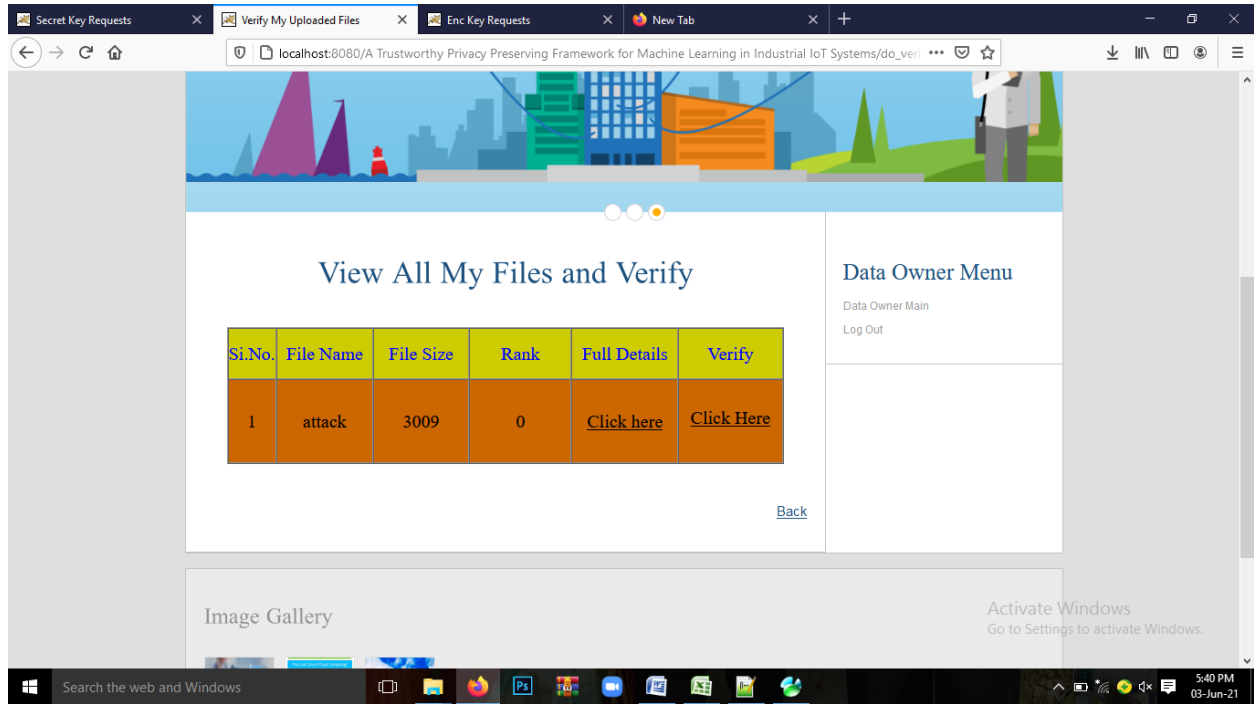 Secret Key Requests
Verify My Uploaded Files
Enc Key Requests
New Tab
localhost:8080/A Trustworthy Privacy Preserving Framework for Machine Learning in Industrial IoT Systems/do_veri
View All My Files and Verify
Si.No. File Name File Size Rank Full Details Verify
1 attack 3009 0 Click here Click Here
Back
Data Owner Menu
Data Owner Main
Log Out
Image Gallery
Activate Windows
Go to Settings to activate Windows.
Search the web and Windows
Ps
5:40 PM
03-Jun-21